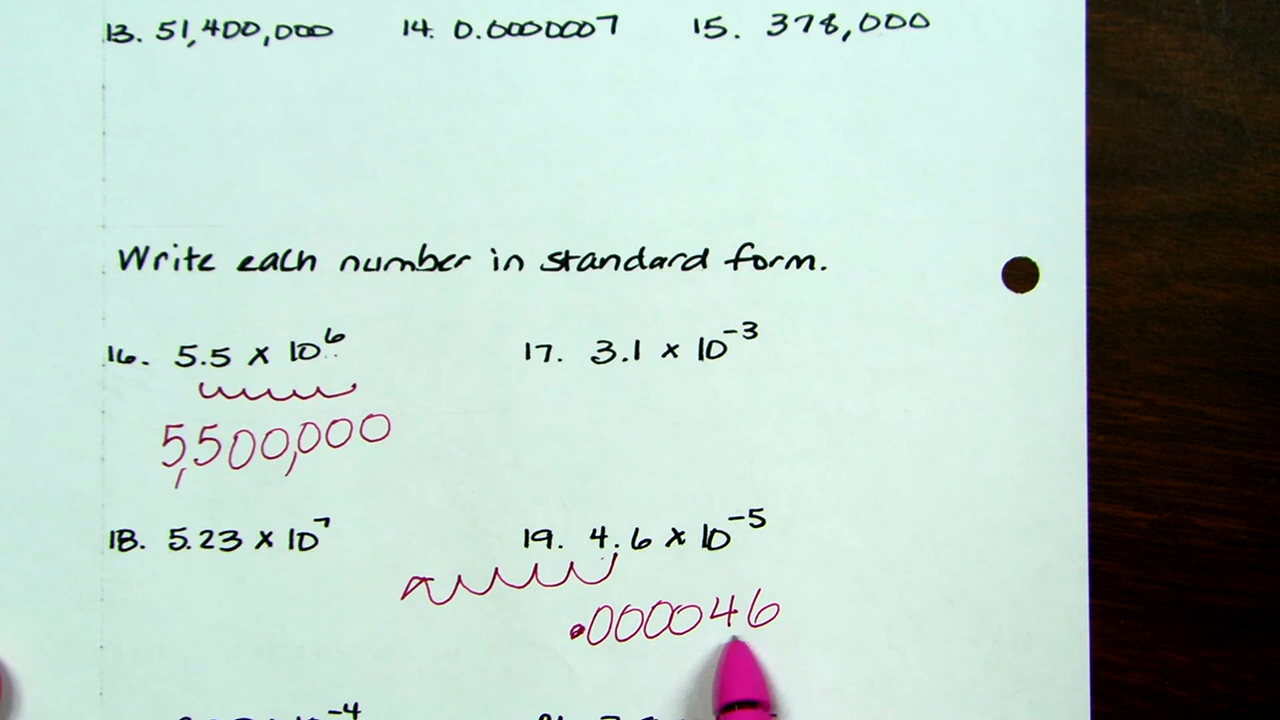 13. 51,400,000 14. 0.0000007 15. 378,000
Write each number in standard form.
16. 5.5 x 10⁶ 17. 3.1 x 10⁻³
5,500,000
18. 5.23 x 10⁷ 19. 4.6 x 10⁻⁵
.000046
⁻⁴